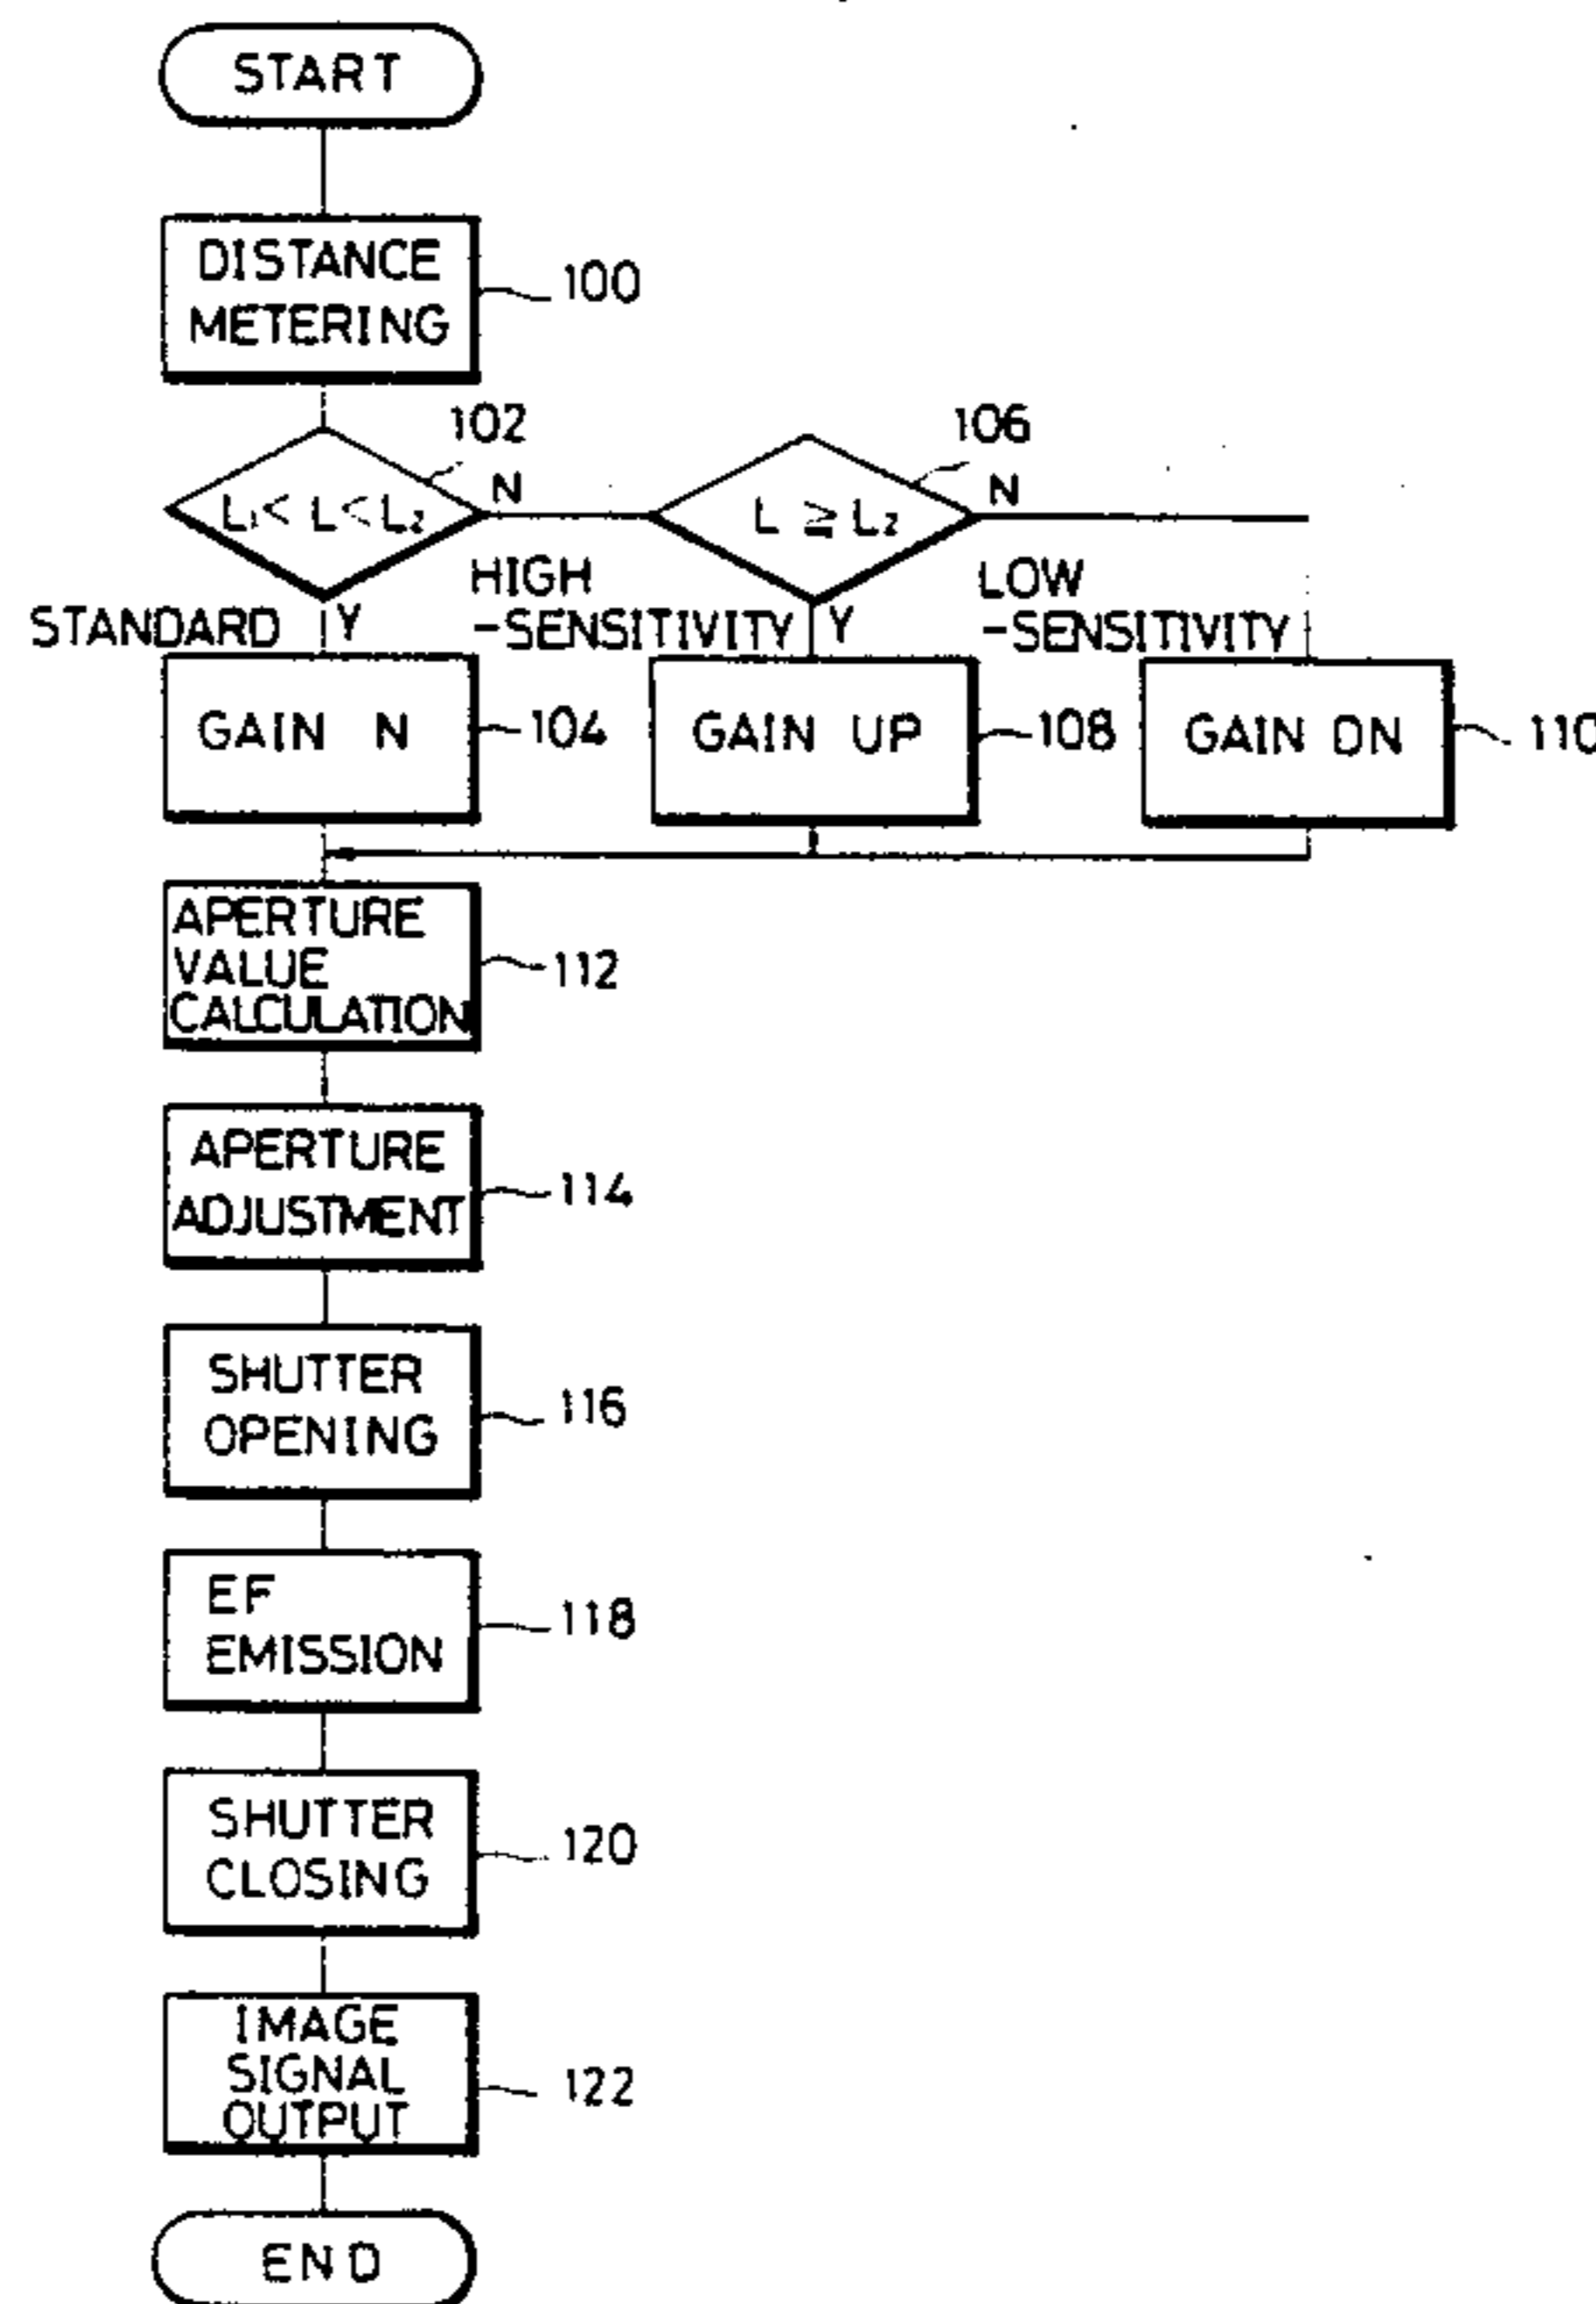 START
DISTANCE
METERING
100
102
L₁< L<L₂
N
106
L ≧ L₂
N
STANDARD
Y
HIGH
-SENSITIVITY
Y
LOW
-SENSITIVITY
GAIN N
104
GAIN UP
108
GAIN DN
110
APERTURE
VALUE
CALCULATION
112
APERTURE
ADJUSTMENT
114
SHUTTER
OPENING
116
EF
EMISSION
118
SHUTTER
CLOSING
120
IMAGE
SIGNAL
OUTPUT
122
END